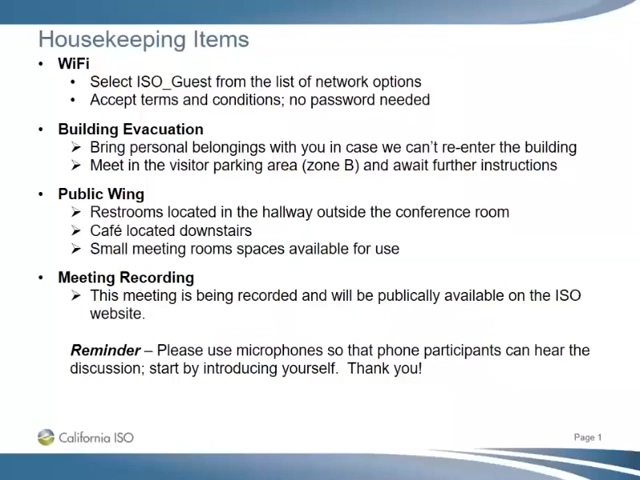 Housekeeping Items
• WiFi
• Select ISO_Guest from the list of network options
• Accept terms and conditions; no password needed
• Building Evacuation
➢ Bring personal belongings with you in case we can't re-enter the building
➢ Meet in the visitor parking area (zone B) and await further instructions
• Public Wing
➢ Restrooms located in the hallway outside the conference room
➢ Café located downstairs
➢ Small meeting rooms spaces available for use
• Meeting Recording
➢ This meeting is being recorded and will be publically available on the ISO
website.
Reminder – Please use microphones so that phone participants can hear the
discussion; start by introducing yourself. Thank you!
California ISO
Page 1